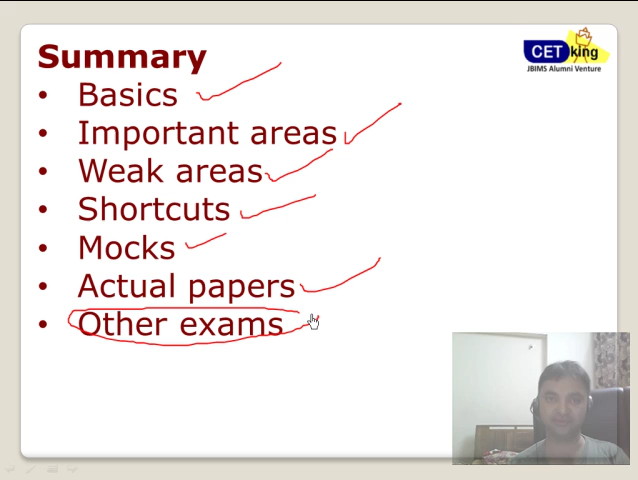 Summary
CET king
JBIMS Alumni Venture
• Basics
• Important areas
• Weak areas
• Shortcuts
• Mocks
• Actual papers
• Other exams